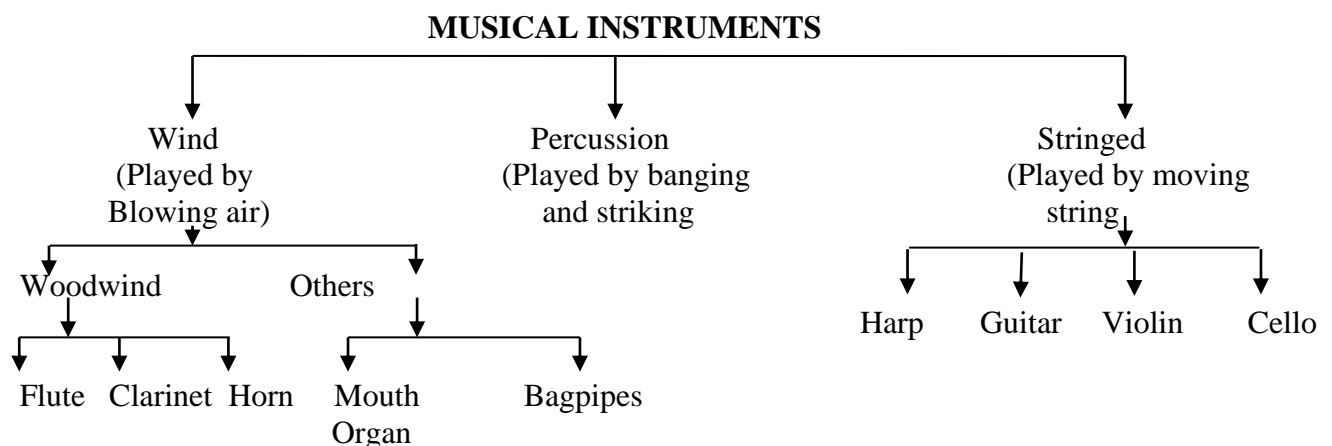 MUSICAL INSTRUMENTS
Wind Percussion Stringed
(Played by (Played by banging (Played by moving
Blowing air) and striking string
Woodwind Others
Harp Guitar Violin Cello
Flute Clarinet Horn Mouth Bagpipes
Organ